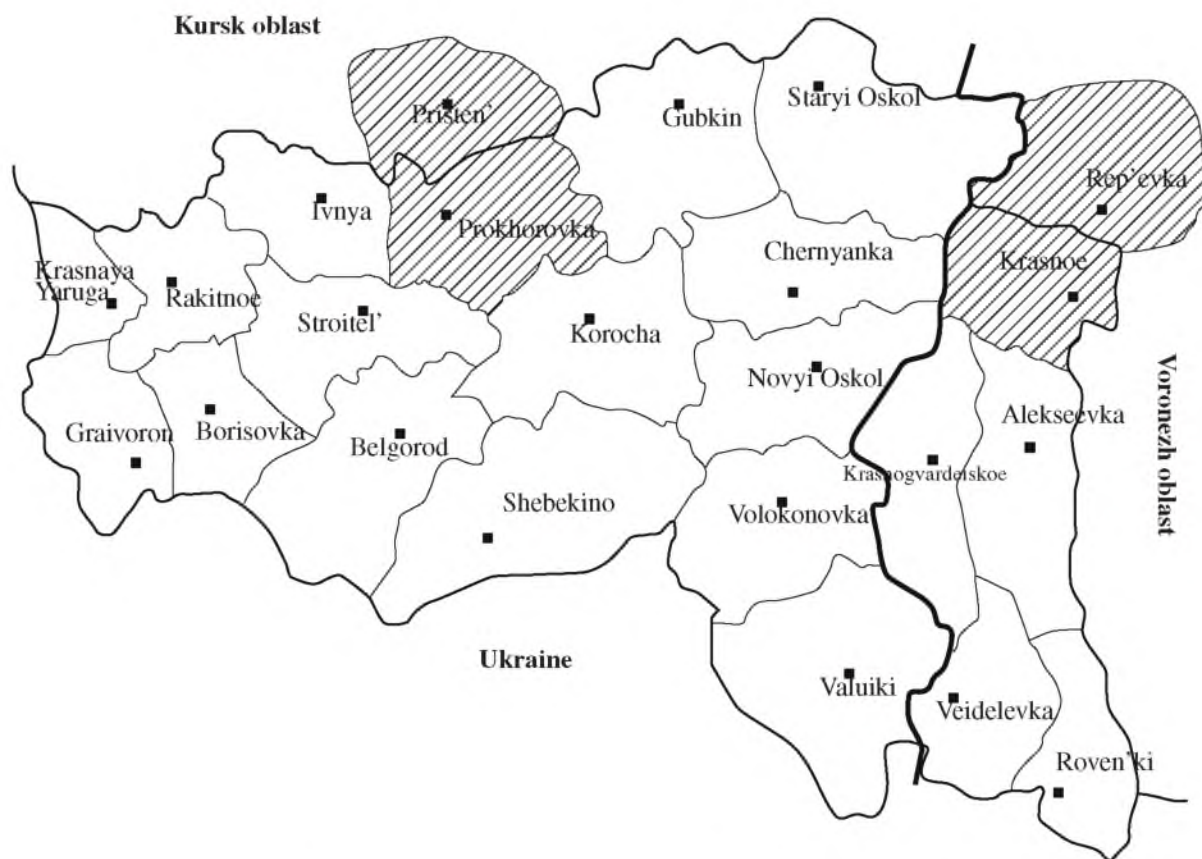 Kursk oblast
Staryi Oskol
Pristen'
Gubkin
Rep'evka
Ivnya
Prokhorovka
Chernyanka
Krasnoe
Krasnaya
Yaruga
Rakitnoe
Stroitel'
Korocha
Novyi Oskol
Voronezh oblast
Graivoron
Borisovka
Belgorod
Alekseevka
Krasnogvardeiskoe
Shebekino
Volokonovka
Ukraine
Valuiki
Veidelevka
Roven'ki